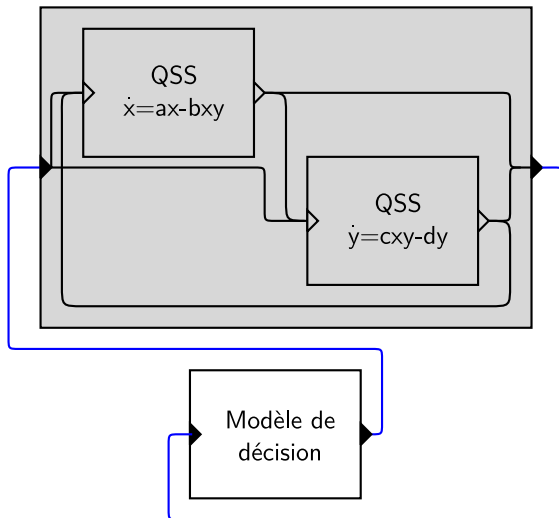 QSS
ẋ=ax-bxy
QSS
ẏ=cxy-dy
Modèle de
décision